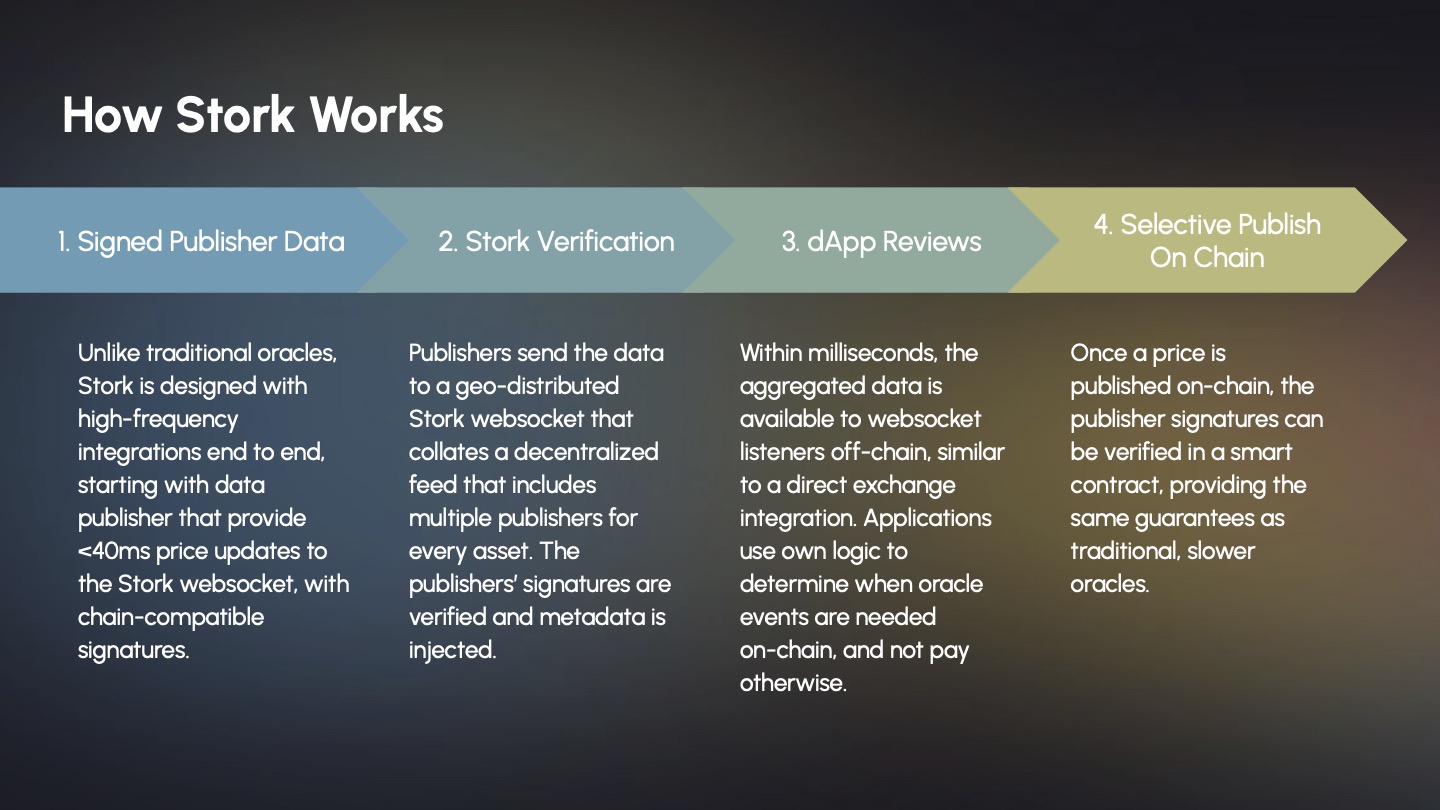 How Stork Works
1. Signed Publisher Data
2. Stork Verification
3. dApp Reviews
4. Selective Publish
On Chain
Unlike traditional oracles,
Stork is designed with
high-frequency
integrations end to end,
starting with data
publisher that provide
<40ms price updates to
the Stork websocket, with
chain-compatible
signatures.
Publishers send the data
to a geo-distributed
Stork websocket that
collates a decentralized
feed that includes
multiple publishers for
every asset. The
publishers’ signatures are
verified and metadata is
injected.
Within milliseconds, the
aggregated data is
available to websocket
listeners off-chain, similar
to a direct exchange
integration. Applications
use own logic to
determine when oracle
events are needed
on-chain, and not pay
otherwise.
Once a price is
published on-chain, the
publisher signatures can
be verified in a smart
contract, providing the
same guarantees as
traditional, slower
oracles.